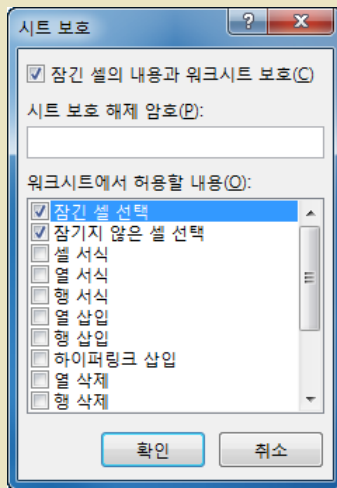 시트 보호
잠긴 셀의 내용과 워크시트 보호(C)
시트 보호 해제 암호(P):
워크시트에서 허용할 내용(O):
잠긴 셀 선택
잠기지 않은 셀 선택
셀 서식
열 서식
행 서식
열 삽입
행 삽입
하이퍼링크 삽입
열 삭제
행 삭제
확인 취소